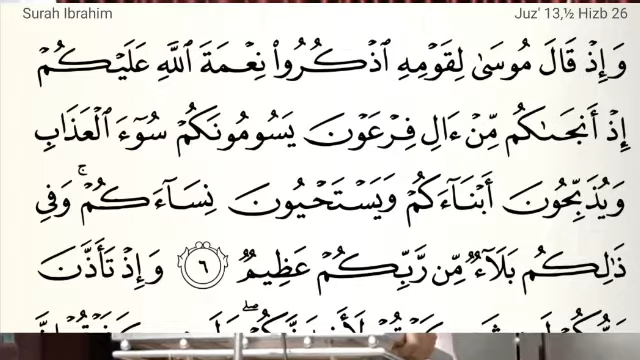 Surah Ibrahim
Juz' 13,½ Hizb 26
وَإِذْ قَالَ مُوسَىٰ لِقَوْمِهِ ٱذْكُرُوا۟ نِعْمَةَ ٱللَّهِ عَلَيْكُمْ
إِذْ أَنجَىٰكُم مِّنْ ءَالِ فِرْعَوْنَ يَسُومُونَكُمْ سُوٓءَ ٱلْعَذَابِ
وَيُذَبِّحُونَ أَبْنَآءَكُمْ وَيَسْتَحْيُونَ نِسَآءَكُمْ ۚ وَفِى
ذَٰلِكُم بَلَآءٌ مِّن رَّبِّكُمْ عَظِيمٌ ٦ وَإِذْ تَأَذَّنَ